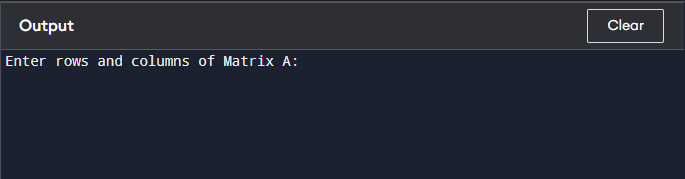 Output
Clear
Enter rows and columns of Matrix A: